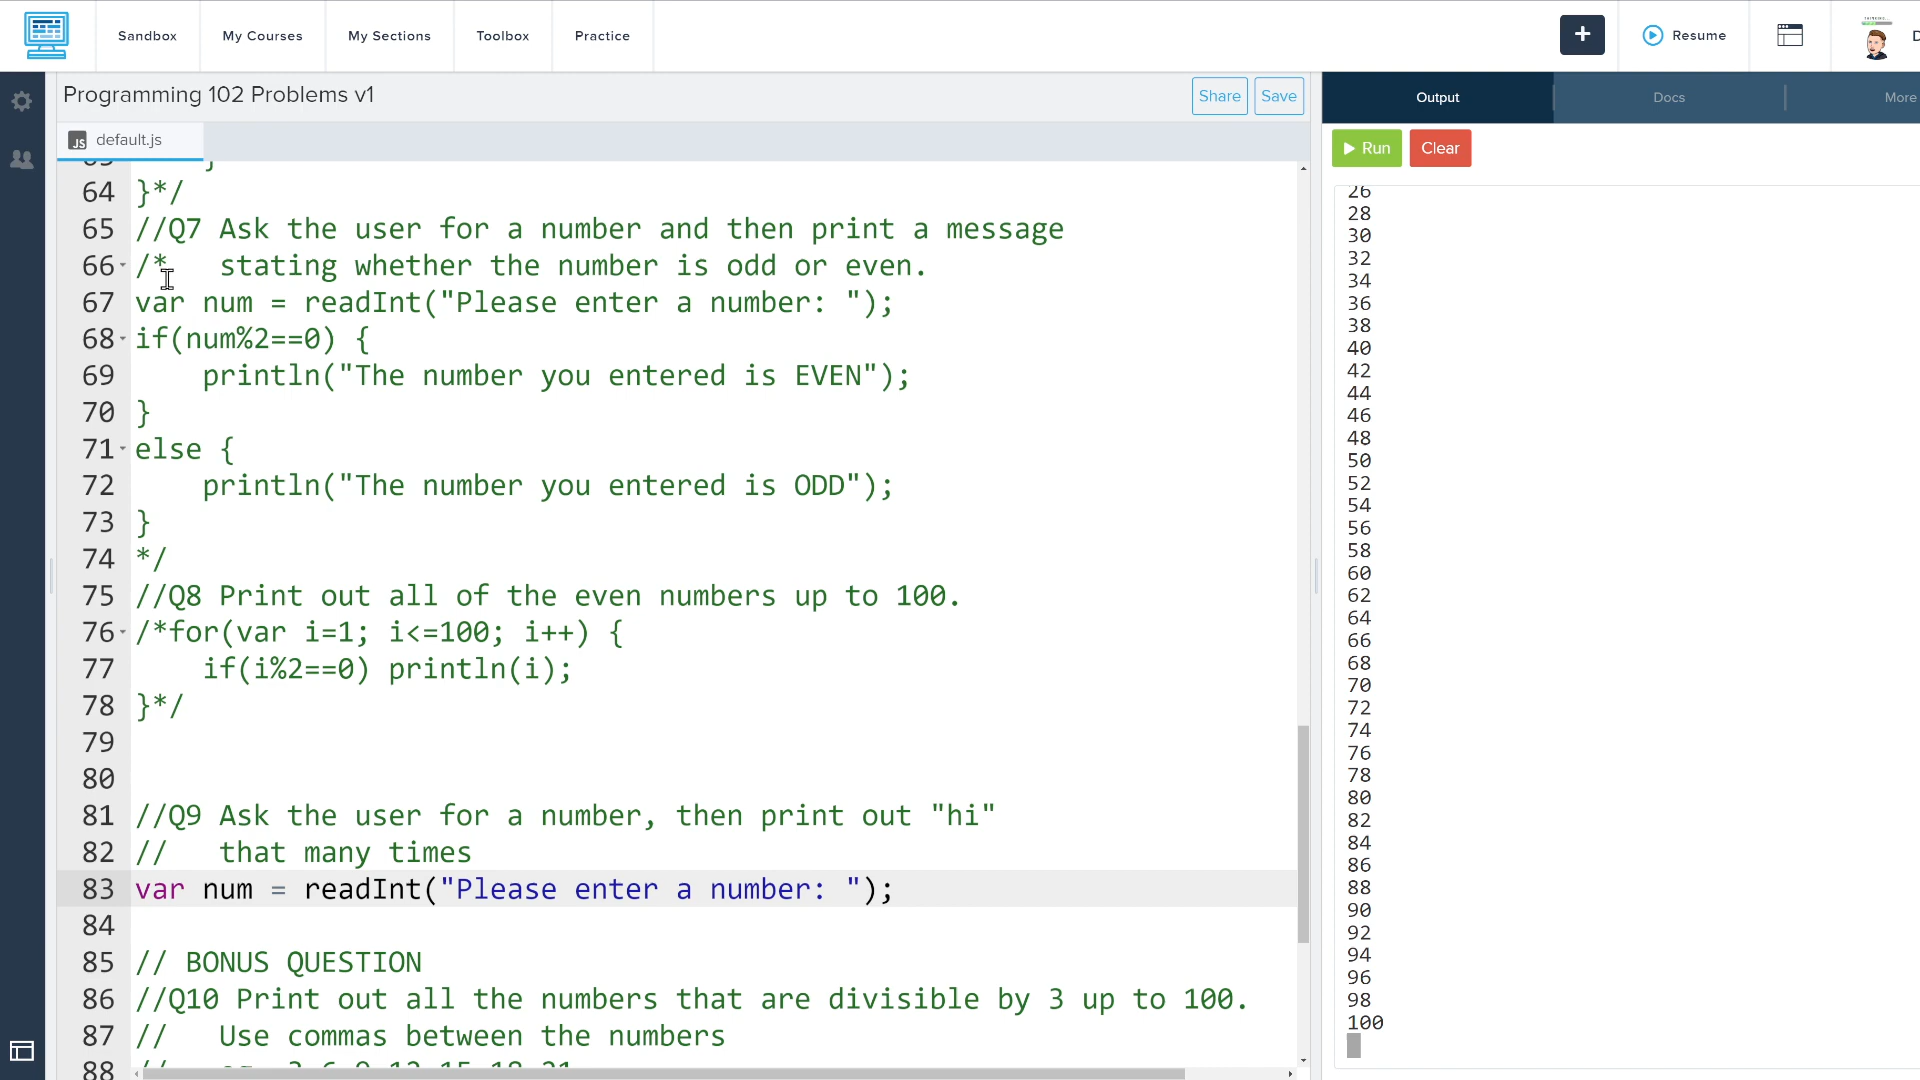 Sandbox My Courses My Sections Toolbox Practice + Resume
Programming 102 Problems v1 Share Save Output Docs More
JS default.js
Run Clear
64 }*/
65 //Q7 Ask the user for a number and then print a message
66 /*   stating whether the number is odd or even.
67 var num = readInt("Please enter a number: ");
68 if(num%2==0) {
69     println("The number you entered is EVEN");
70 }
71 else {
72     println("The number you entered is ODD");
73 }
74 */
75 //Q8 Print out all of the even numbers up to 100.
76 /*for(var i=1; i<=100; i++) {
77     if(i%2==0) println(i);
78 }*/
79
80
81 //Q9 Ask the user for a number, then print out "hi"
82 //   that many times
83 var num = readInt("Please enter a number: ");
84
85 // BONUS QUESTION
86 //Q10 Print out all the numbers that are divisible by 3 up to 100.
87 //   Use commas between the numbers
88
26
28
30
32
34
36
38
40
42
44
46
48
50
52
54
56
58
60
62
64
66
68
70
72
74
76
78
80
82
84
86
88
90
92
94
96
98
100